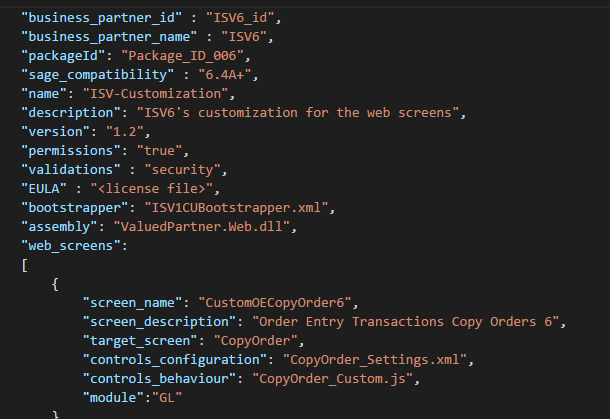 "business_partner_id" : "ISV6_id",
"business_partner_name" : "ISV6",
"packageId": "Package_ID_006",
"sage_compatibility" : "6.4A+",
"name": "ISV-Customization",
"description": "ISV6's customization for the web screens",
"version": "1.2",
"permissions": "true",
"validations" : "security",
"EULA" : "<license file>",
"bootstrapper": "ISV1CUBootstrapper.xml",
"assembly": "ValuedPartner.Web.dll",
"web_screens":
[
{
"screen_name": "CustomOECopyOrder6",
"screen_description": "Order Entry Transactions Copy Orders 6",
"target_screen": "CopyOrder",
"controls_configuration": "CopyOrder_Settings.xml",
"controls_behaviour": "CopyOrder_Custom.js",
"module":"GL"
}